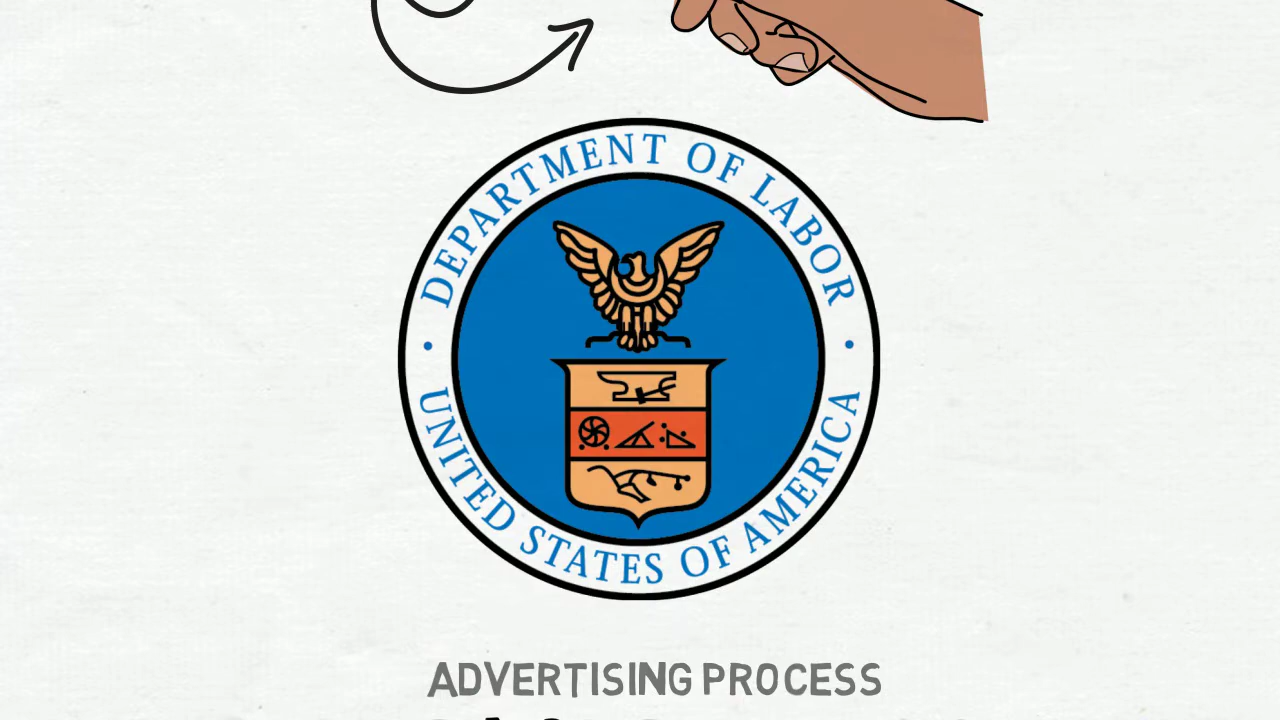 DEPARTMENT OF LABOR
UNITED STATES OF AMERICA
ADVERTISING PROCESS